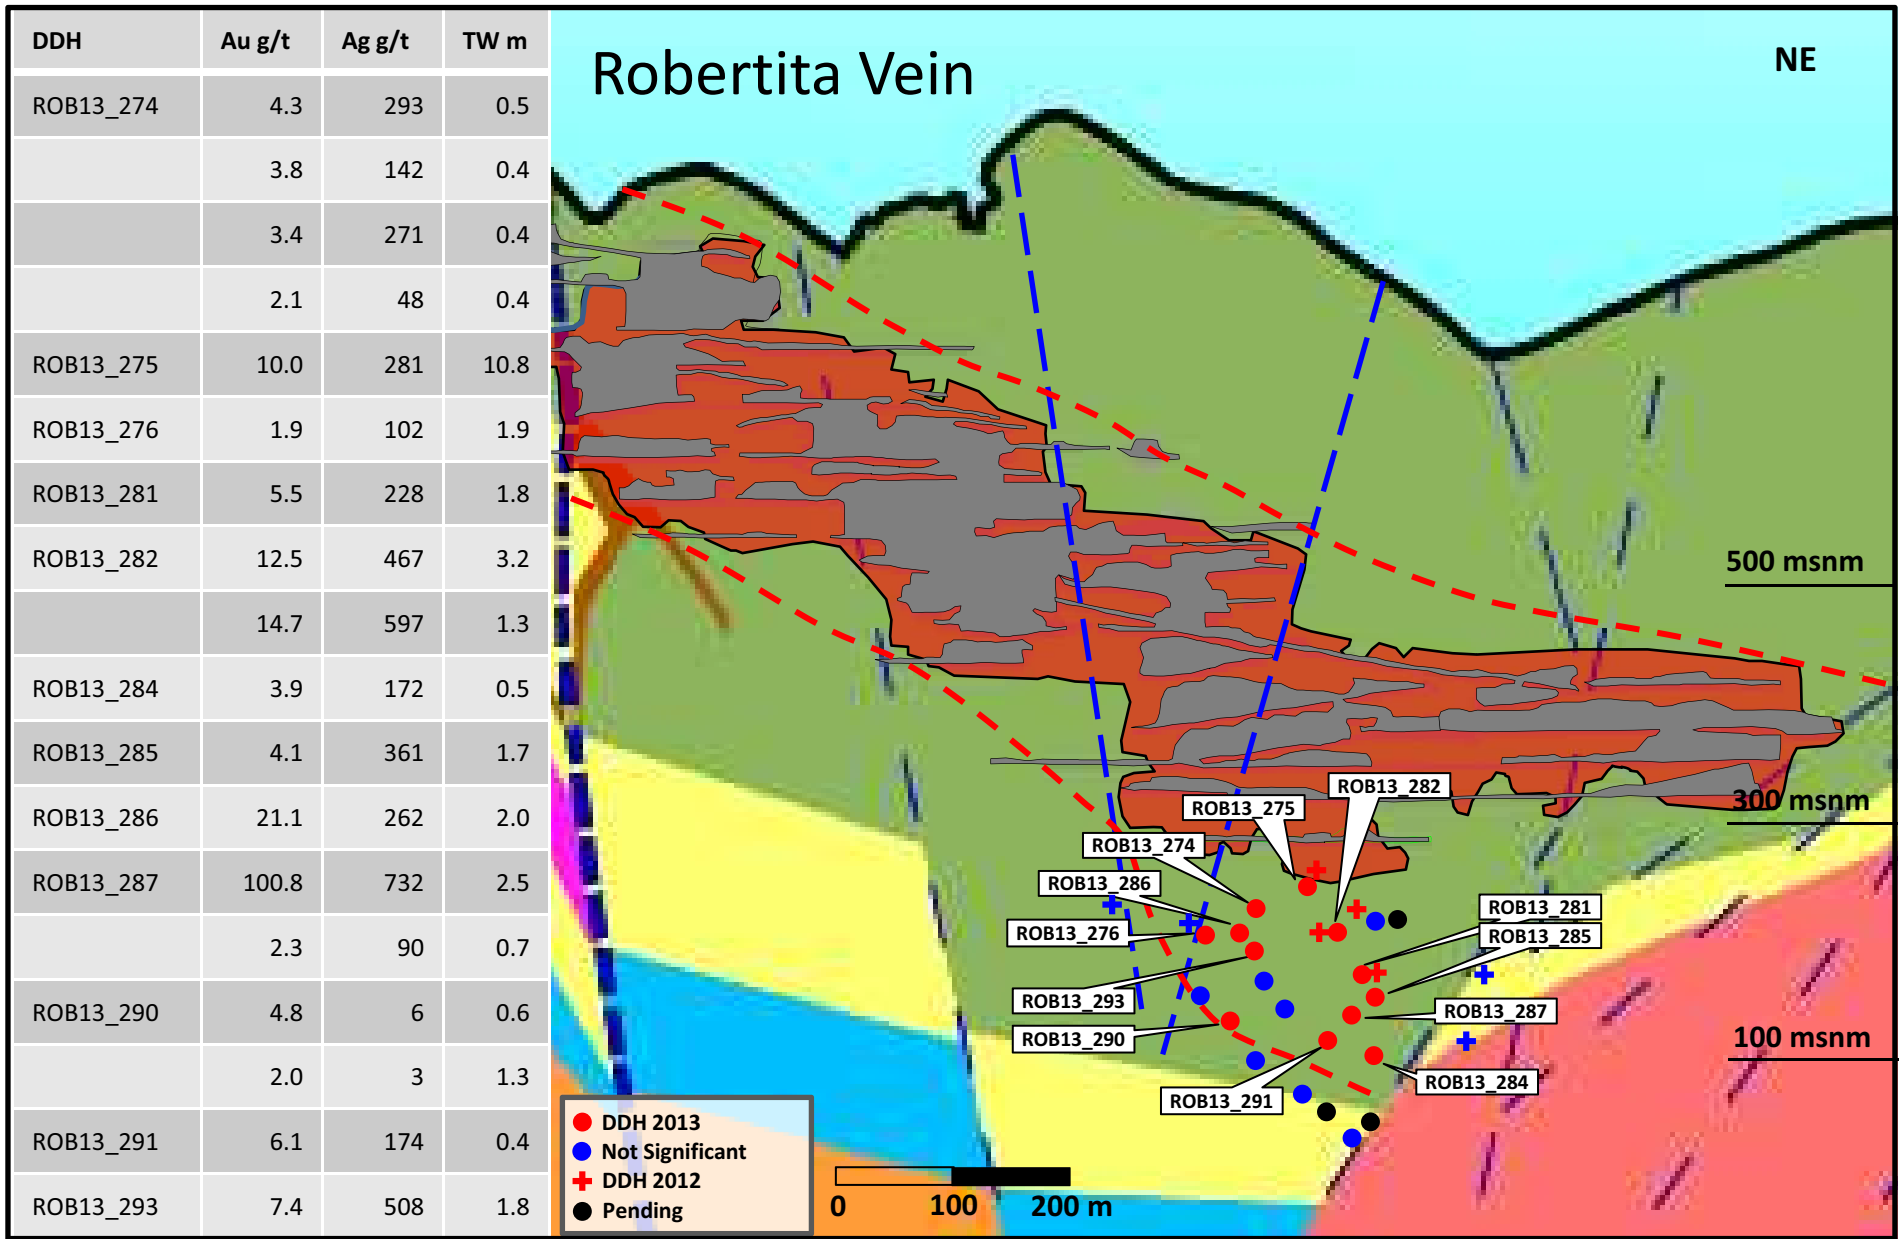 DDH Au g/t Ag g/t TW m
ROB13_274 4.3 293 0.5
3.8 142 0.4
3.4 271 0.4
2.1 48 0.4
ROB13_275 10.0 281 10.8
ROB13_276 1.9 102 1.9
ROB13_281 5.5 228 1.8
ROB13_282 12.5 467 3.2
14.7 597 1.3
ROB13_284 3.9 172 0.5
ROB13_285 4.1 361 1.7
ROB13_286 21.1 262 2.0
ROB13_287 100.8 732 2.5
2.3 90 0.7
ROB13_290 4.8 6 0.6
2.0 3 1.3
ROB13_291 6.1 174 0.4
ROB13_293 7.4 508 1.8
Robertita Vein
NE
500 msnm
300 msnm
100 msnm
ROB13_282
ROB13_275
ROB13_274
ROB13_286
ROB13_276
ROB13_293
ROB13_290
ROB13_291
ROB13_281
ROB13_285
ROB13_287
ROB13_284
DDH 2013
Not Significant
DDH 2012
Pending
0 100 200 m